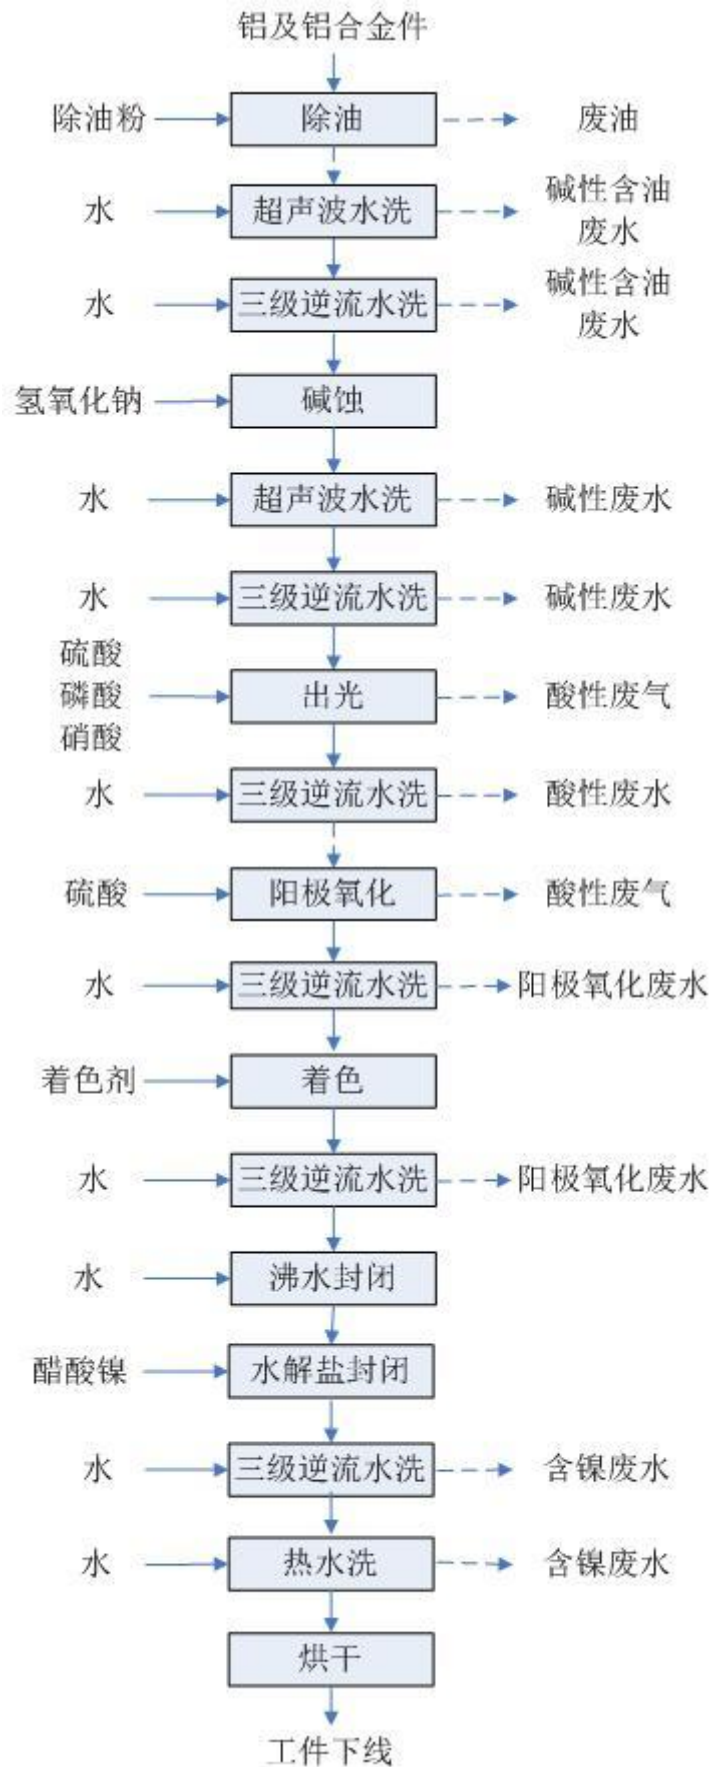 铝及铝合金件
除油粉 除油 废油
水 超声波水洗 碱性含油
废水
水 三级逆流水洗 碱性含油
废水
氢氧化钠 碱蚀
水 超声波水洗 碱性废水
水 三级逆流水洗 碱性废水
硫酸
磷酸 出光 酸性废气
硝酸
水 三级逆流水洗 酸性废水
硫酸 阳极氧化 酸性废气
水 三级逆流水洗 阳极氧化废水
着色剂 着色
水 三级逆流水洗 阳极氧化废水
水 沸水封闭
醋酸镍 水解盐封闭
水 三级逆流水洗 含镍废水
水 热水洗 含镍废水
烘干
工件下线